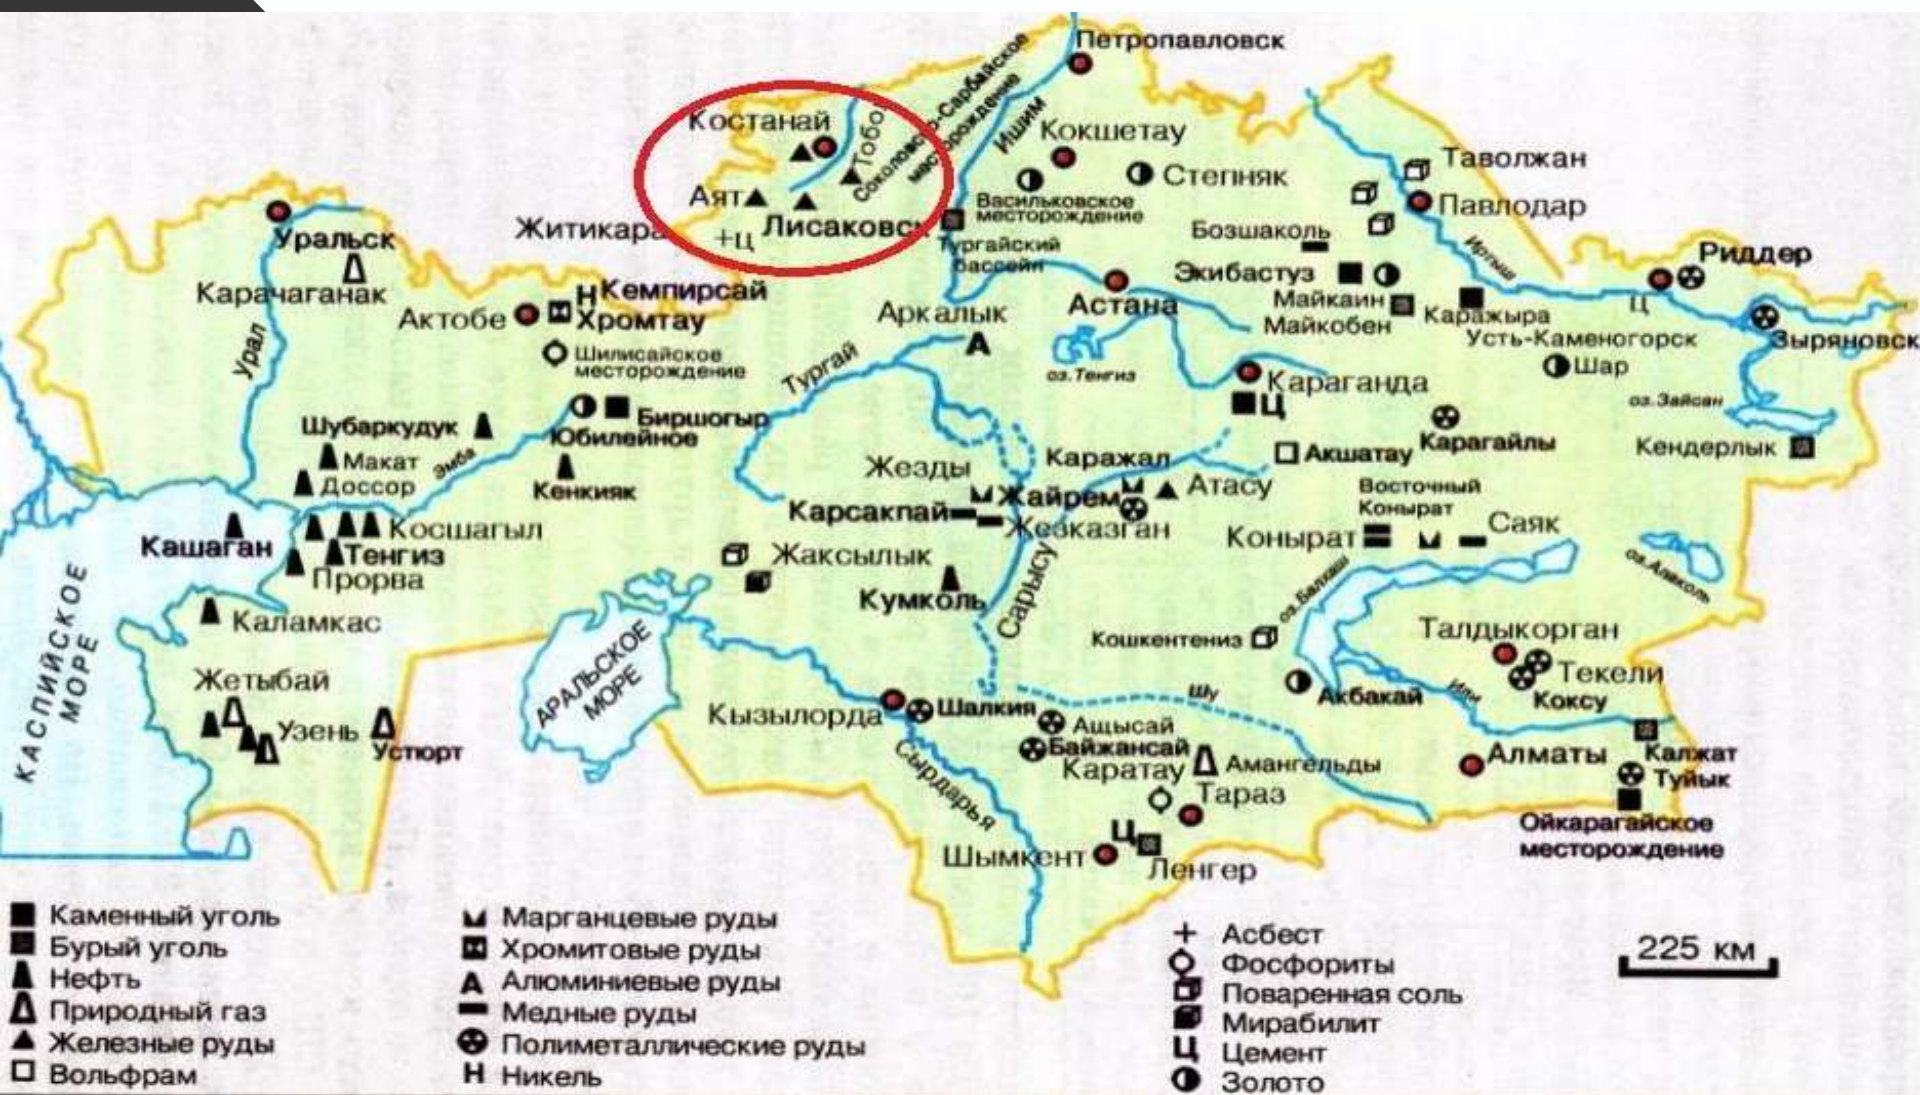 Петропавловск
Соколовско-Сарбайское
месторождение
Костанай
Тобол
Ишим
Кокшетау
Таволжан
Степняк
Аят
Васильковское
месторождение
Павлодар
Житикара
+ц
Лисаковск
Бозшаколь
Уральск
Тургайский
бассейн
Иртыш
Риддер
Экибастуз
Карачаганак
Н Кемпирсай
Хромтау
Актобе
Аркалык
А
Астана
Майкаин
Майкобен
Каражыра
Ц
Усть-Каменогорск
Зыряновск
Урал
Шилисайское
месторождение
Тургай
оз.Тенгиз
Караганда
Ц
Шар
оз.Зайсан
Шубаркудук
Биршогыр
Юбилейное
Карагайлы
Кендерлык
Макат
Эмба
Доссор
Кенкияк
Жезды
Каражал
Акшатау
Жайрем
Атасу
Восточный
Конырат
Карсакпай
Жезказган
Конырат
Саяк
Кашаган
Косшагыл
Тенгиз
Прорва
Жаксылык
Кумколь
Сарысу
оз.Балхаш
оз.Алаколь
КАСПИЙСКОЕ
МОРЕ
Каламкас
АРАЛЬСКОЕ
МОРЕ
Кошкентениз
Талдыкорган
Текели
Коксу
Жетыбай
Узень
Устюрт
Кызылорда
Шалкия
Шу
Акбакай
Или
Ащысай
Байжансай
Каратау
Амангельды
Алматы
Калжат
Туйык
Сырдарья
Тараз
Ойкарагайское
месторождение
Ц
Шымкент
Ленгер
Каменный уголь
Бурый уголь
Нефть
Природный газ
Железные руды
Вольфрам
Марганцевые руды
Хромитовые руды
А Алюминиевые руды
Медные руды
Полиметаллические руды
Н Никель
+ Асбест
Фосфориты
Поваренная соль
Мирабилит
Ц Цемент
Золото
225 км